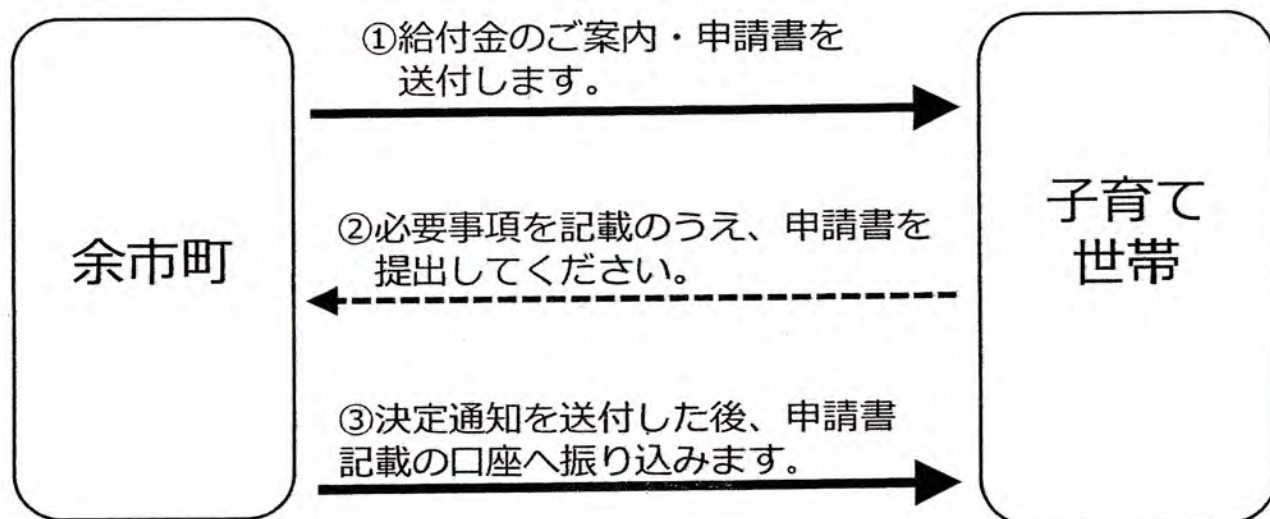 ①給付金のご案内・申請書を
送付します。
余市町
②必要事項を記載のうえ、申請書を
提出してください。
子育て
世帯
③決定通知を送付した後、申請書
記載の口座へ振り込みます。